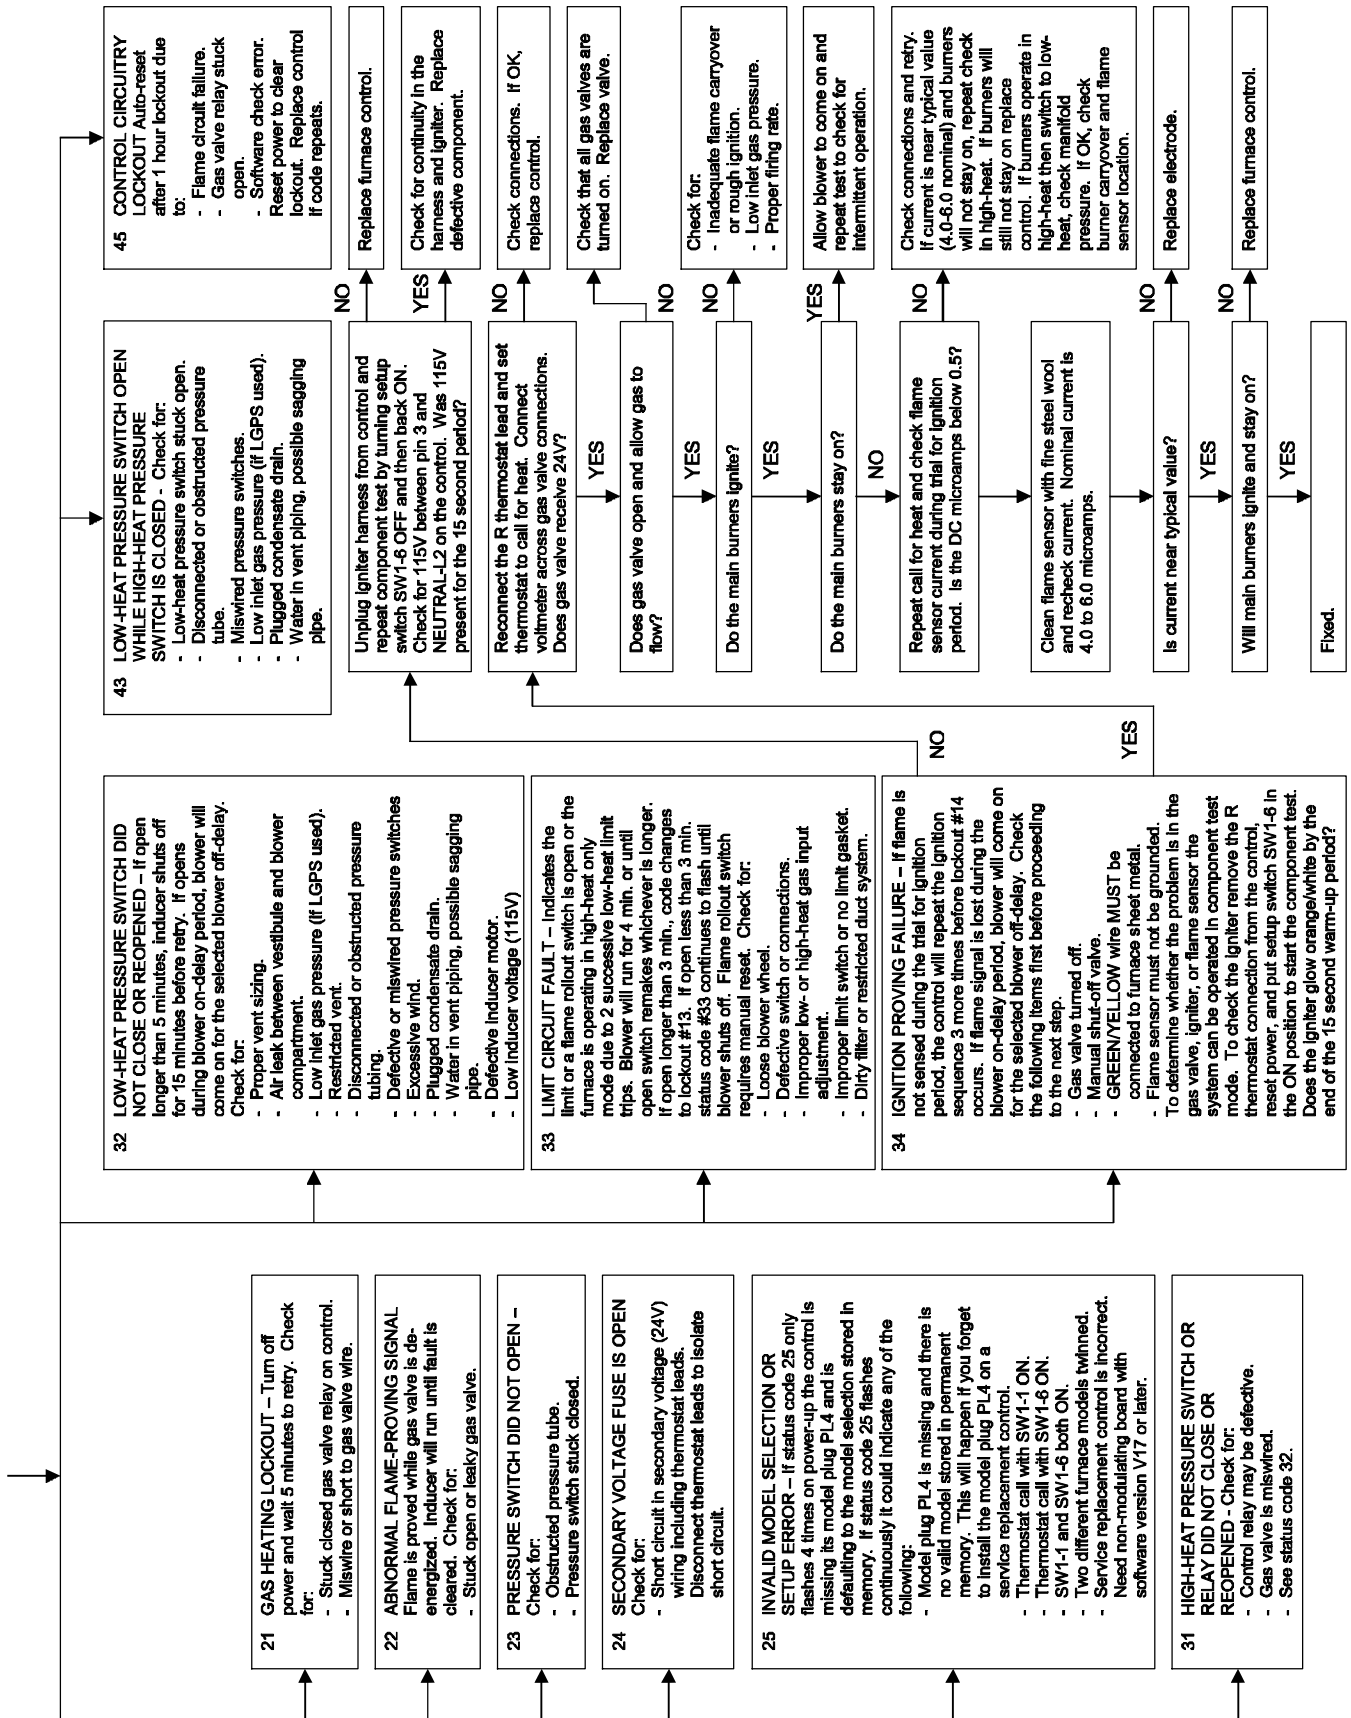 21 GAS HEATING LOCKOUT – Turn off
power and wait 5 minutes to retry. Check
for:
- Stuck closed gas valve relay on control.
- Miswire or short to gas valve wire.
22 ABNORMAL FLAME-PROVING SIGNAL
Flame is proved while gas valve is de-
energized. Inducer will run until fault is
cleared. Check for:
- Stuck open or leaky gas valve.
23 PRESSURE SWITCH DID NOT OPEN –
Check for:
- Obstructed pressure tube.
- Pressure switch stuck closed.
24 SECONDARY VOLTAGE FUSE IS OPEN
Check for:
- Short circuit in secondary voltage (24V)
wiring including thermostat leads.
Disconnect thermostat leads to isolate
short circuit.
25 INVALID MODEL SELECTION OR
SETUP ERROR – If status code 25 only
flashes 4 times on power-up the control is
missing its model plug PL4 and is
defaulting to the model selection stored in
memory. If status code 25 flashes
continuously it could indicate any of the
following:
- Model plug PL4 is missing and there is
no valid model stored in permanent
memory. This will happen if you forget
to install the model plug PL4 on a
service replacement control.
- Thermostat call with SW1-1 ON.
- Thermostat call with SW1-6 ON.
- SW1-1 and SW1-6 both ON.
- Two different furnace models twinned.
- Service replacement control is incorrect.
Need non-modulating board with
software version V17 or later.
31 HIGH-HEAT PRESSURE SWITCH OR
RELAY DID NOT CLOSE OR
REOPENED - Check for:
- Control relay may be defective.
- Gas valve is miswired.
- See status code 32.
32 LOW-HEAT PRESSURE SWITCH DID
NOT CLOSE OR REOPENED – If open
longer than 5 minutes, inducer shuts off
for 15 minutes before retry. If opens
during blower on-delay period, blower will
come on for the selected blower off-delay.
Check for:
- Proper vent sizing.
- Air leak between vestibule and blower
compartment.
- Low inlet gas pressure (if LGPS used).
- Restricted vent.
- Disconnected or obstructed pressure
tubing.
- Defective or miswired pressure switches
- Excessive wind.
- Plugged condensate drain.
- Water in vent piping, possible sagging
pipe.
- Defective inducer motor.
- Low inducer voltage (115V)
33 LIMIT CIRCUIT FAULT – Indicates the
limit or a flame rollout switch is open or the
furnace is operating in high-heat only
mode due to 2 successive low-heat limit
trips. Blower will run for 4 min. or until
open switch remakes whichever is longer.
If open longer than 3 min., code changes
to lockout #13. If open less than 3 min.
status code #33 continues to flash until
blower shuts off. Flame rollout switch
requires manual reset. Check for:
- Loose blower wheel.
- Defective switch or connections.
- Improper low- or high-heat gas input
adjustment.
- Improper limit switch or no limit gasket.
- Dirty filter or restricted duct system.
34 IGNITION PROVING FAILURE – If flame is
not sensed during the trial for ignition
period, the control will repeat the ignition
sequence 3 more times before lockout #14
occurs. If flame signal is lost during the
blower on-delay period, blower will come on
for the selected blower off-delay. Check
the following items first before proceeding
to the next step.
- Gas valve turned off.
- Manual shut-off valve.
- GREEN/YELLOW wire MUST be
connected to furnace sheet metal.
- Flame sensor must not be grounded.
To determine whether the problem is in the
gas valve, igniter, or flame sensor the
system can be operated in component test
mode. To check the igniter remove the R
thermostat connection from the control,
reset power, and put setup switch SW1-6 in
the ON position to start the component test.
Does the igniter glow orange/white by the
end of the 15 second warm-up period?
NO
YES
43 LOW-HEAT PRESSURE SWITCH OPEN
WHILE HIGH-HEAT PRESSURE
SWITCH IS CLOSED - Check for:
- Low-heat pressure switch stuck open.
- Disconnected or obstructed pressure
tube.
- Miswired pressure switches.
- Low inlet gas pressure (if LGPS used).
- Plugged condensate drain.
- Water in vent piping, possible sagging
pipe.
Unplug igniter harness from control and
repeat component test by turning setup
switch SW1-6 OFF and then back ON.
Check for 115V between pin 3 and
NEUTRAL-L2 on the control. Was 115V
present for the 15 second period?
Reconnect the R thermostat lead and set
thermostat to call for heat. Connect
voltmeter across gas valve connections.
Does gas valve receive 24V?
YES
Does gas valve open and allow gas to
flow?
YES
Do the main burners ignite?
YES
Do the main burners stay on?
NO
Repeat call for heat and check flame
sensor current during trial for ignition
period. Is the DC microamps below 0.5?
Clean flame sensor with fine steel wool
and recheck current. Nominal current is
4.0 to 6.0 microamps.
Is current near typical value?
YES
Will main burners ignite and stay on?
YES
Fixed.
45 CONTROL CIRCUITRY
LOCKOUT Auto-reset
after 1 hour lockout due
to:
- Flame circuit failure.
- Gas valve relay stuck
open.
- Software check error.
Reset power to clear
lockout. Replace control
if code repeats.
NO
Replace furnace control.
YES
Check for continuity in the
harness and igniter. Replace
defective component.
NO
Check connections. If OK,
replace control.
Check that all gas valves are
turned on. Replace valve.
NO
NO
Check for:
- Inadequate flame carryover
or rough ignition.
- Low inlet gas pressure.
- Proper firing rate.
YES
Allow blower to come on and
repeat test to check for
intermittent operation.
NO
Check connections and retry.
If current is near typical value
(4.0-6.0 nominal) and burners
will not stay on, repeat check
in high-heat. If burners will
still not stay on replace
control. If burners operate in
high-heat then switch to low-
heat, check manifold
pressure. If OK, check
burner carryover and flame
sensor location.
NO
Replace electrode.
NO
Replace furnace control.